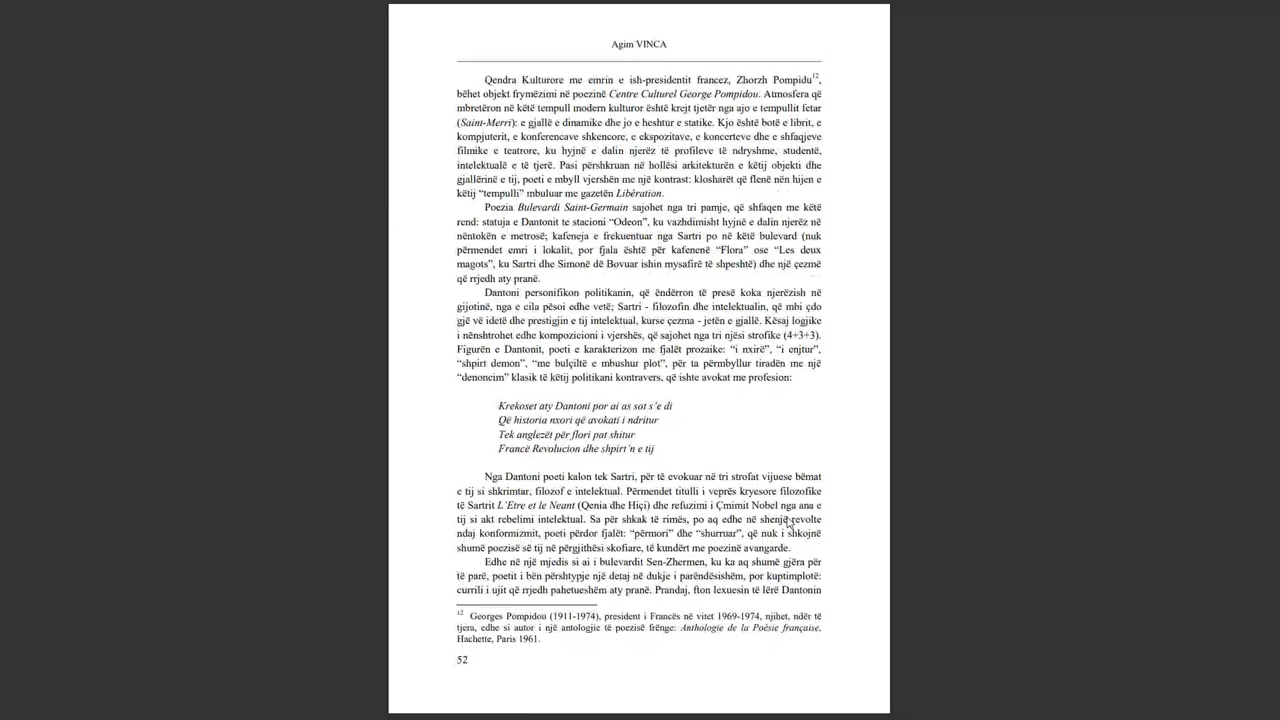 Agim VINCA
Qendra Kulturore me emrin e ish-presidentit francez, Zhorzh Pompidu12,
bëhet objekt frymëzimi në poezinë Centre Culturel George Pompidou. Atmosfera që
mbretëron në këtë tempull modern kulturor është krejt tjetër nga ajo e tempullit fetar
(Saint-Merri): e gjallë e dinamike dhe jo e heshtur e statike. Kjo është botë e librit, e
kompjuterit, e konferencave shkencore, e ekspozitave, e koncerteve dhe e shfaqjeve
filmike e teatrore, ku hyjnë e dalin njerëz të profileve të ndryshme, studentë,
intelektualë e të tjerë. Pasi përshkruan në hollësi arkitekturën e këtij objekti dhe
gjallërinë e tij, poeti e mbyll vjershën me një kontrast: klosharët që flenë nën hijen e
këtij “tempulli” mbuluar me gazetën Libération.
Poezia Bulevardi Saint-Germain sajohet nga tri pamje, që shfaqen me këtë
rend: statuja e Dantonit te stacioni “Odeon”, ku vazhdimisht hyjnë e dalin njerëz në
nëntokën e metrosë; kafeneja e frekuentuar nga Sartri po në këtë bulevard (nuk
përmendet emri i lokalit, por fjala është për kafenenë “Flora” ose “Les deux
magots”, ku Sartri dhe Simonë dë Bovuar ishin mysafirë të shpeshtë) dhe një çezmë
që rrjedh aty pranë.
Dantoni personifikon politikanin, që ëndërron të presë koka njerëzish në
gijotinë, nga e cila pësoi edhe vetë; Sartri - filozofin dhe intelektualin, që mbi çdo
gjë vë idetë dhe prestigjin e tij intelektual, kurse çezma - jetën e gjallë. Kësaj logjike
i nënshtrohet edhe kompozicioni i vjershës, që sajohet nga tri njësi strofike (4+3+3).
Figurën e Dantonit, poeti e karakterizon me fjalët prozaike: “i nxirë”, “i enjtur”,
“shpirt demon”, “me bulçiltë e mbushur plot”, për ta përmbyllur tiradën me një
“denoncim” klasik të këtij politikani kontravers, që ishte avokat me profesion:
Krekoset aty Dantoni por ai as sot s’e di
Që historia nxori që avokati i ndritur
Tek anglezët për flori pat shitur
Francë Revolucion dhe shpirt’n e tij
Nga Dantoni poeti kalon tek Sartri, për të evokuar në tri strofat vijuese bëmat
e tij si shkrimtar, filozof e intelektual. Përmendet titulli i veprës kryesore filozofike
të Sartrit L’Etre et le Neant (Qenia dhe Hiçi) dhe refuzimi i Çmimit Nobel nga ana e
tij si akt rebelimi intelektual. Sa për shkak të rimës, po aq edhe në shenjë revolte
ndaj konformizmit, poeti përdor fjalët: “përmori” dhe “shurruar”, që nuk i shkojnë
shumë poezisë së tij në përgjithësi skofiare, të kundërt me poezinë avangarde.
Edhe në një mjedis si ai i bulevardit Sen-Zhermen, ku ka aq shumë gjëra për
të parë, poetit i bën përshtypje një detaj në dukje i parëndësishëm, por kuptimplotë:
currili i ujit që rrjedh pahetueshëm aty pranë. Prandaj, fton lexuesin të lërë Dantonin
12 Georges Pompidou (1911-1974), president i Francës në vitet 1969-1974, njihet, ndër të
tjera, edhe si autor i një antologjie të poezisë frënge: Anthologie de la Poësie française,
Hachette, Paris 1961.
52